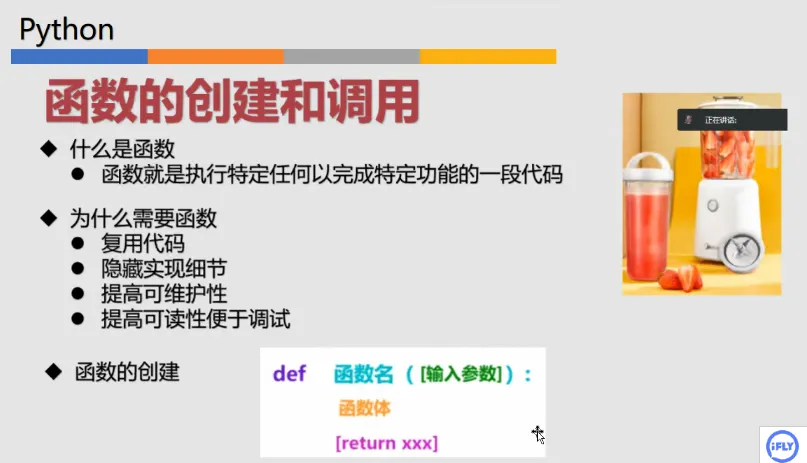 Python
函数的创建和调用
正在讲话:
◆ 什么是函数
● 函数就是执行特定任何以完成特定功能的一段代码
◆ 为什么需要函数
● 复用代码
● 隐藏实现细节
● 提高可维护性
● 提高可读性便于调试
◆ 函数的创建
def 函数名（[输入参数]）:
函数体
[return xxx]
iFLY